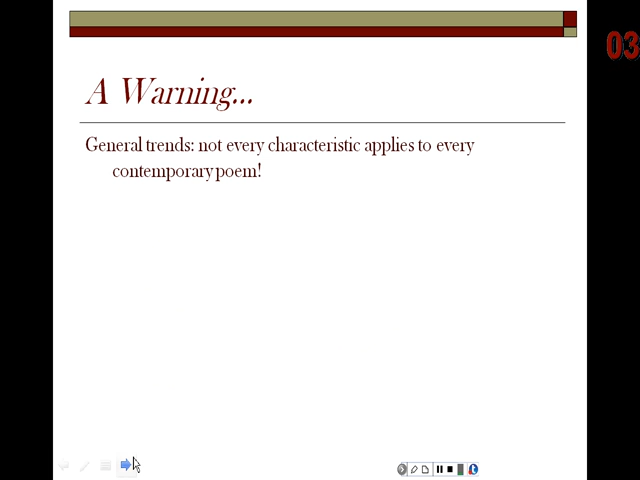 03
A Warning...
General trends: not every characteristic applies to every
contemporary poem!